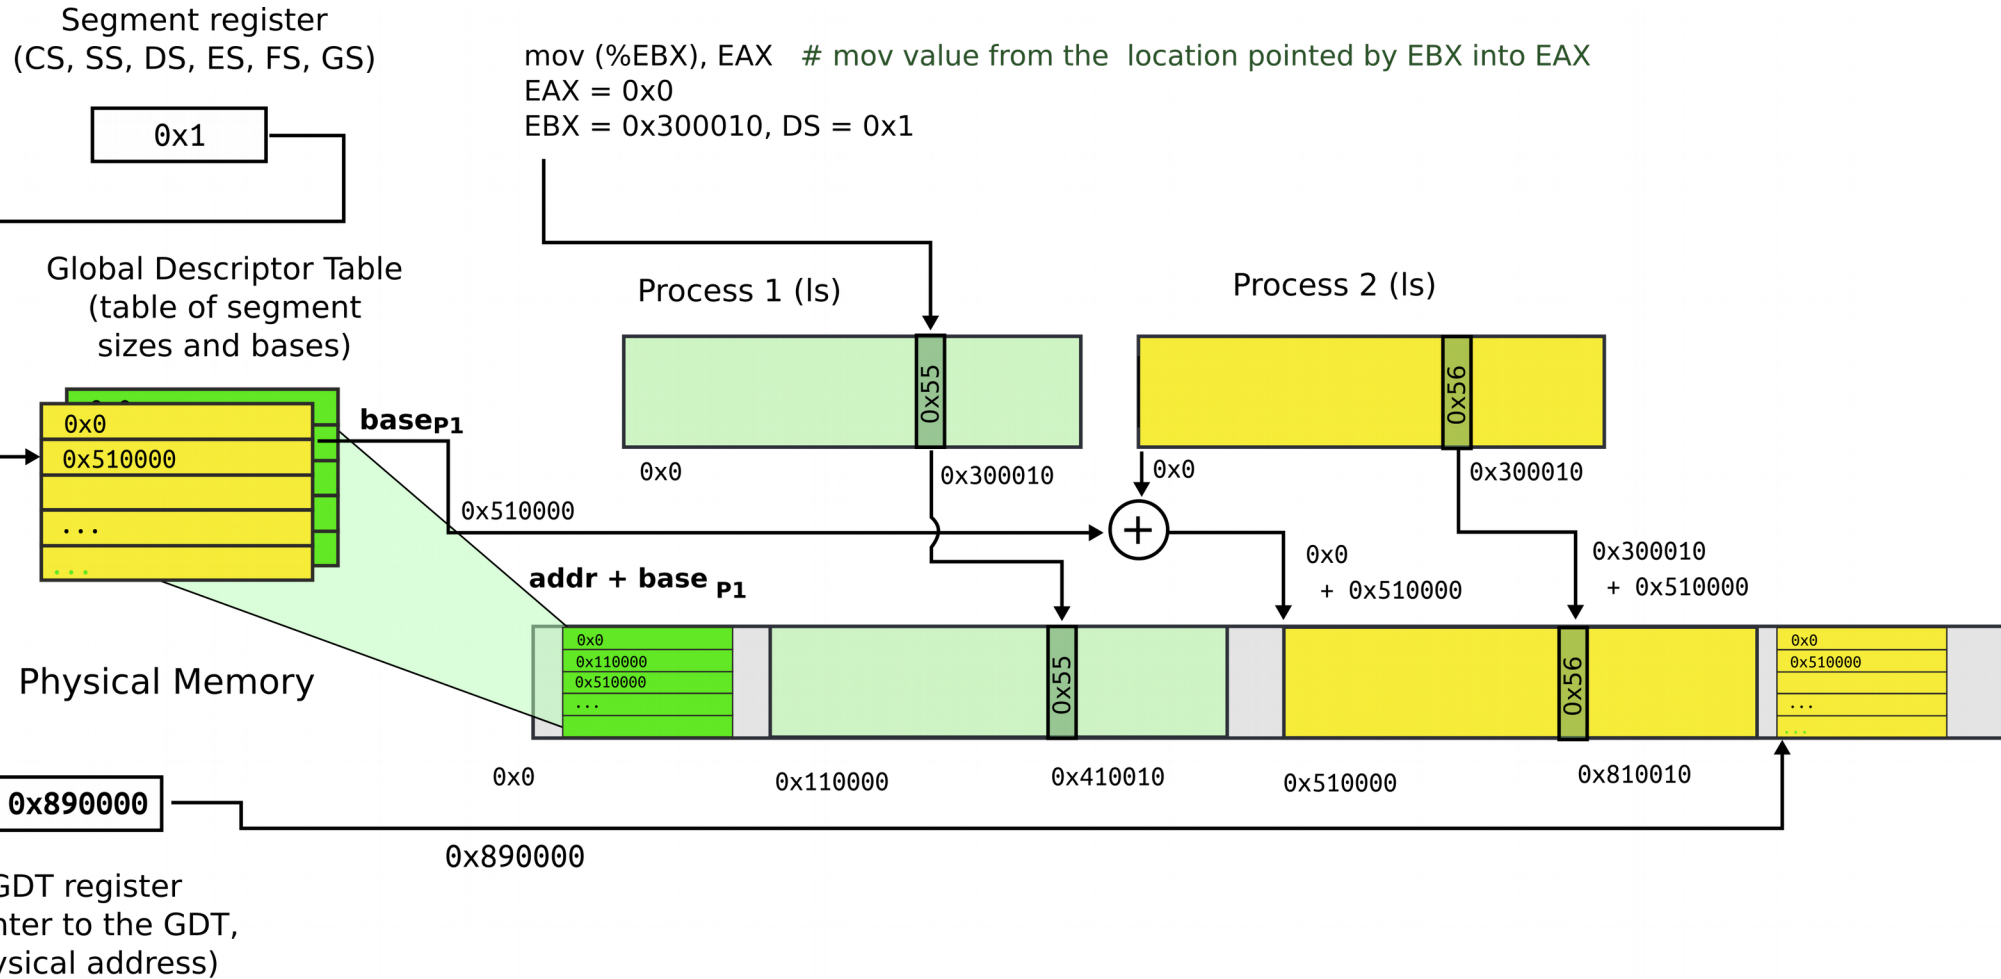 Segment register
(CS, SS, DS, ES, FS, GS)
0x1
mov (%EBX), EAX # mov value from the location pointed by EBX into EAX
EAX = 0x0
EBX = 0x300010, DS = 0x1
Global Descriptor Table
(table of segment
sizes and bases)
Process 1 (ls)
Process 2 (ls)
0x55
0x56
0x0
0x510000
...
...
baseP1
0x0
0x300010
0x0
0x300010
0x510000
+
0x0
+ 0x510000
0x300010
+ 0x510000
addr + base P1
Physical Memory
0x0
0x110000
0x510000
...
0x55
0x56
0x0
0x510000
...
...
0x0
0x110000
0x410010
0x510000
0x810010
0x890000
0x890000
GDT register
nter to the GDT,
ysical address)